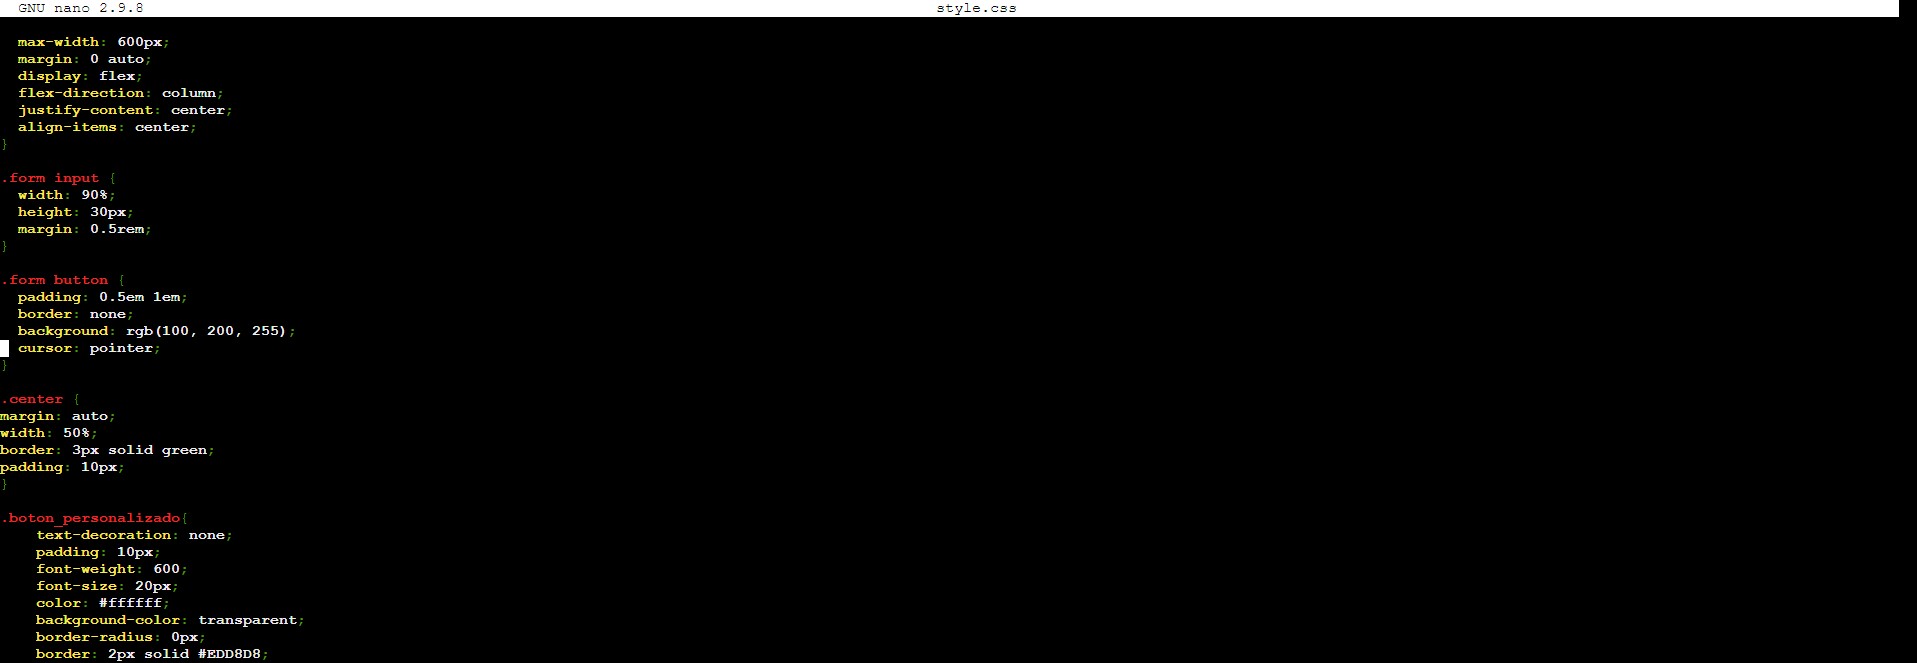 GNU nano 2.9.8 style.css
max-width: 600px;
margin: 0 auto;
display: flex;
flex-direction: column;
justify-content: center;
align-items: center;
}
.form input {
width: 90%;
height: 30px;
margin: 0.5rem;
}
.form button {
padding: 0.5em 1em;
border: none;
background: rgb(100, 200, 255);
cursor: pointer;
}
.center {
margin: auto;
width: 50%;
border: 3px solid green;
padding: 10px;
}
.boton_personalizado{
text-decoration: none;
padding: 10px;
font-weight: 600;
font-size: 20px;
color: #ffffff;
background-color: transparent;
border-radius: 0px;
border: 2px solid #EDD8D8;